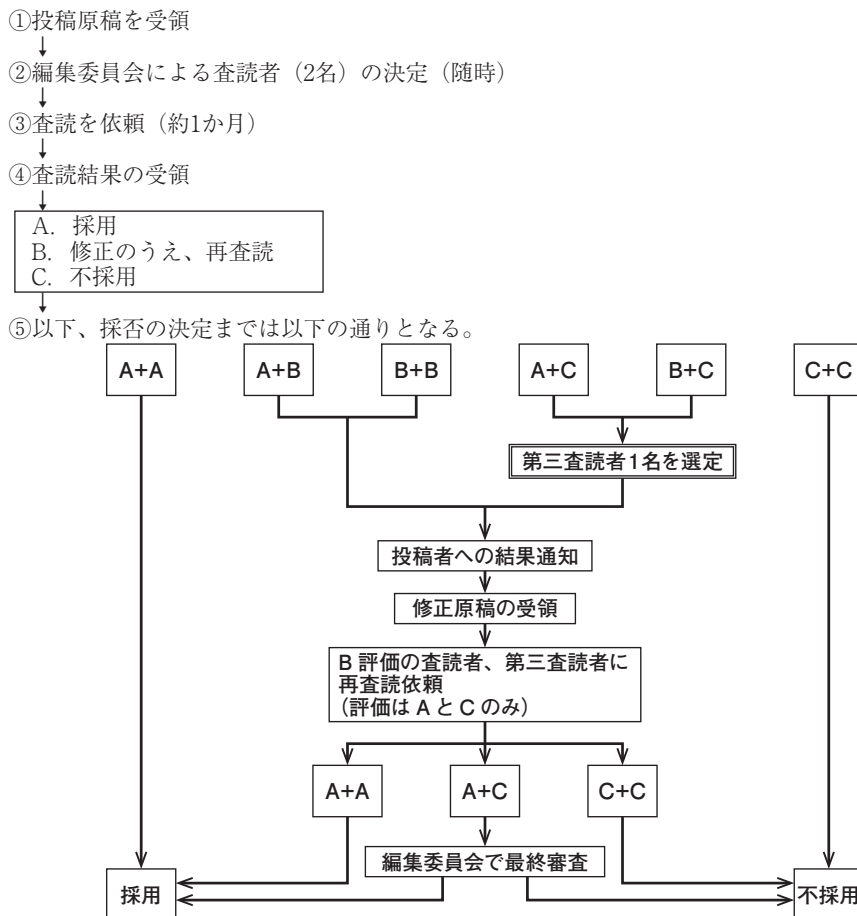 ①投稿原稿を受領
②編集委員会による査読者（2名）の決定（随時）
③査読を依頼（約1か月）
④査読結果の受領
A. 採用
B. 修正のうえ、再査読
C. 不採用
⑤以下、採否の決定までは以下の通りとなる。
A+A A+B B+B A+C B+C C+C
第三査読者1名を選定
投稿者への結果通知
修正原稿の受領
B 評価の査読者、第三査読者に
再査読依頼
（評価は A と C のみ）
A+A A+C C+C
編集委員会で最終審査
採用 不採用